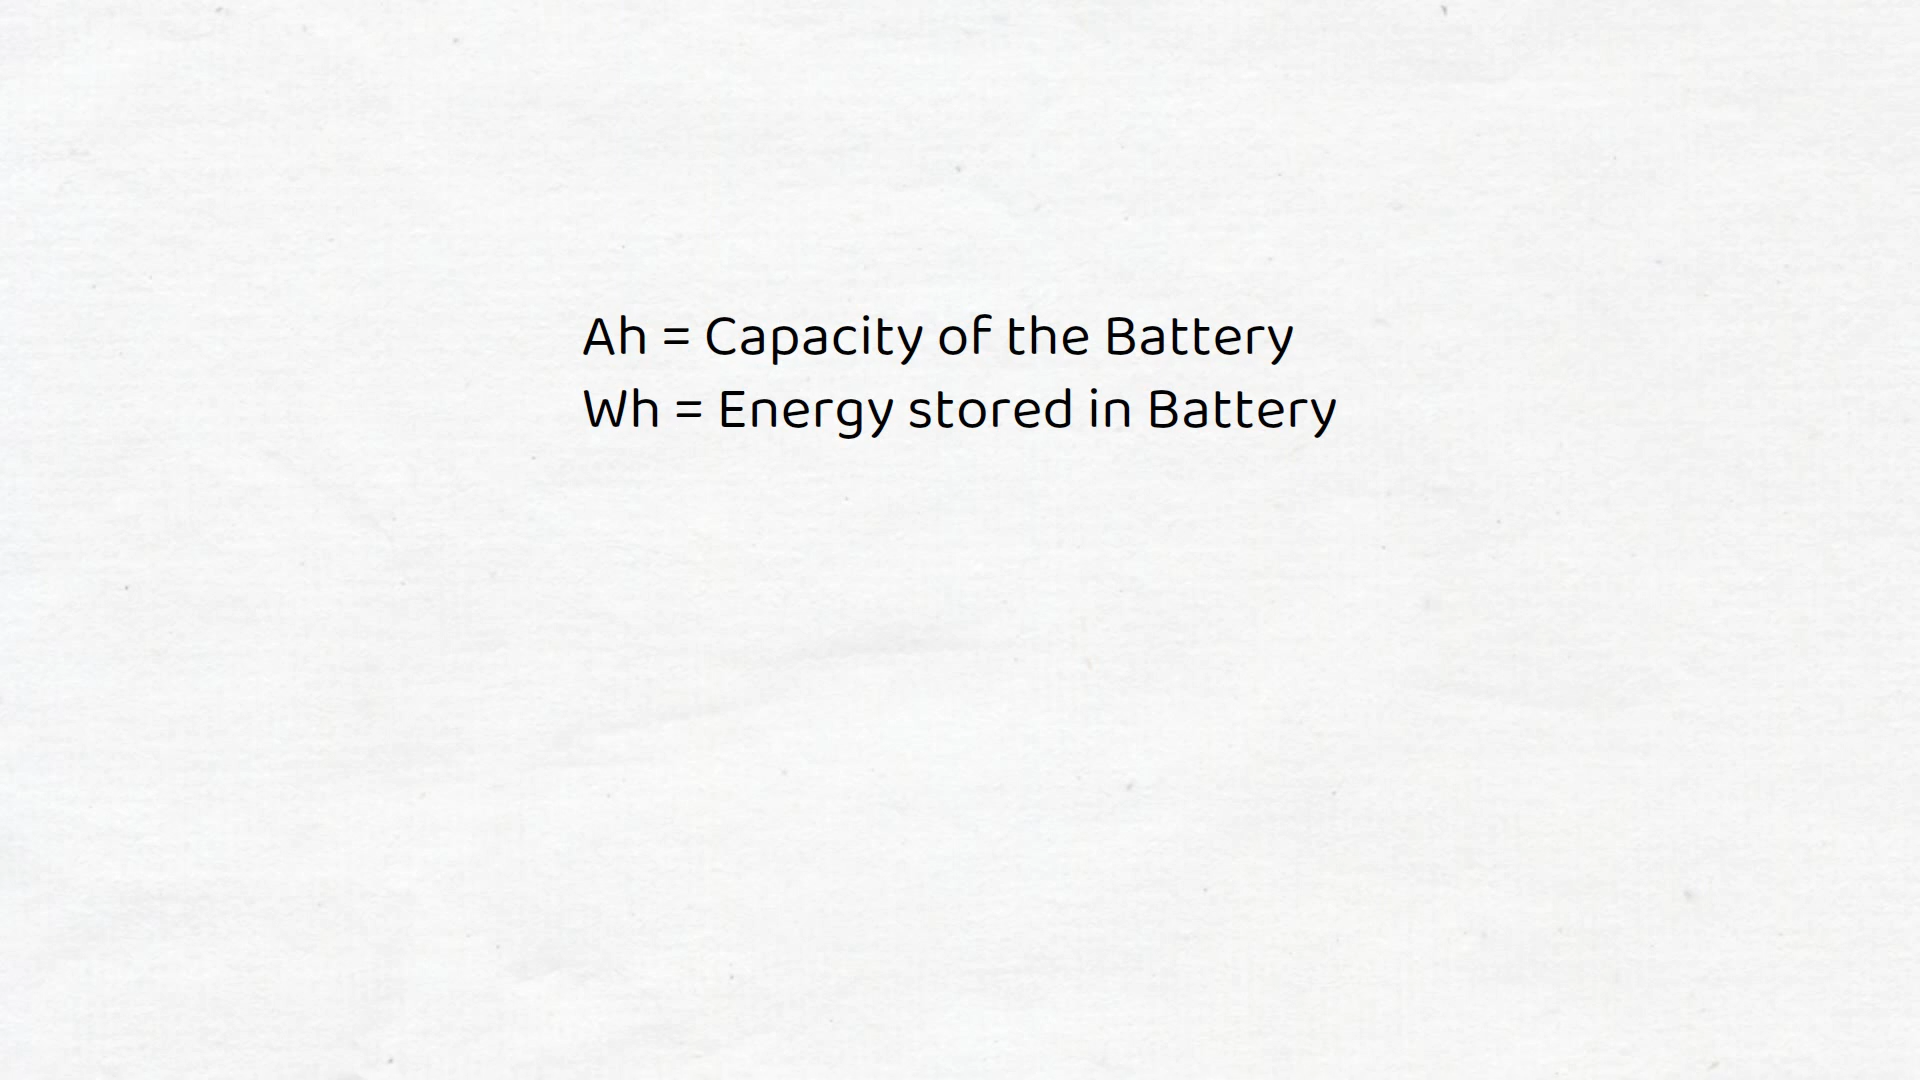 Ah = Capacity of the Battery
Wh = Energy stored in Battery